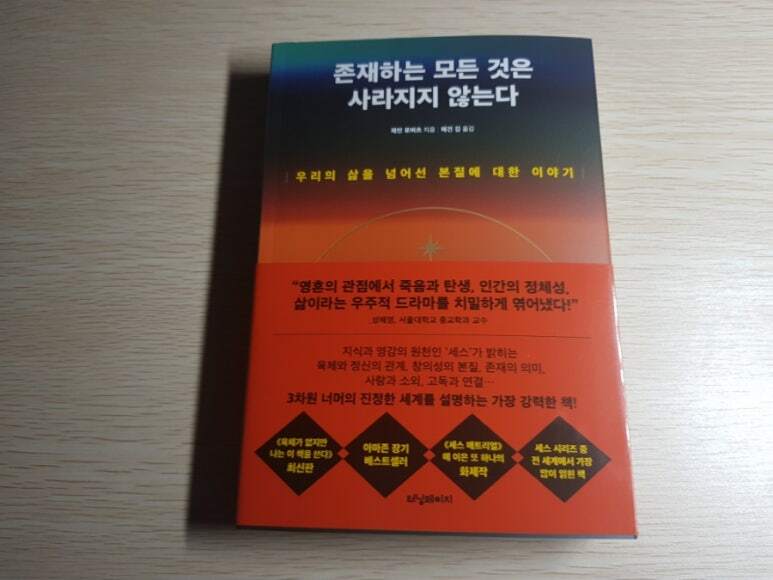 존재하는 모든 것은
사라지지 않는다
제인 로버츠 지음 매건 김 옮김
우리의 삶을 넘어선 본질에 대한 이야기
“영혼의 관점에서 죽음과 탄생, 인간의 정체성,
삶이라는 우주적 드라마를 치밀하게 엮어냈다!”
_성해영, 서울대학교 종교학과 교수
지식과 영감의 원천인 ‘세스’가 밝히는
육체와 정신의 관계, 창의성의 본질, 존재의 의미,
사랑과 소외, 고독과 연결…
3차원 너머의 진정한 세계를 설명하는 가장 강력한 책!
《육체가 없지만
나는 이 책을 쓴다》
최신판
아마존 장기
베스트셀러
《세스 매트리얼》
에 이은 또 하나의
화제작
세스 시리즈 중
전 세계에서 가장
많이 읽힌 책
터닝페이지